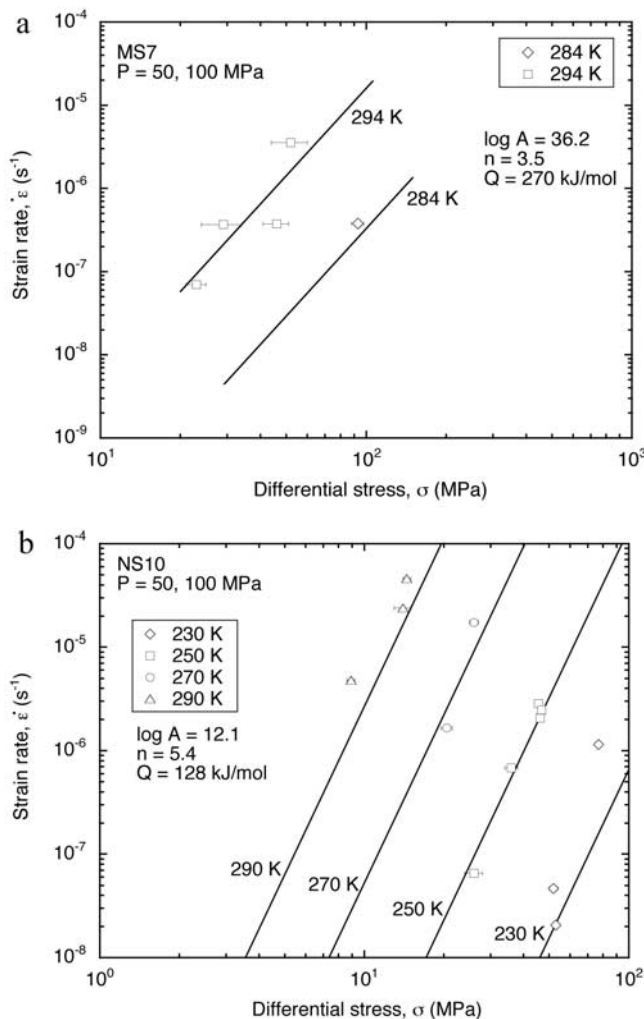 a
MS7
P = 50, 100 MPa
284 K
294 K
log A = 36.2
n = 3.5
Q = 270 kJ/mol
294 K
284 K
10⁻⁴
10⁻⁵
10⁻⁶
10⁻⁷
10⁻⁸
10⁻⁹
Strain rate, ε̇ (s⁻¹)
10¹ 10² 10³
Differential stress, σ (MPa)
b
NS10
P = 50, 100 MPa
230 K
250 K
270 K
290 K
log A = 12.1
n = 5.4
Q = 128 kJ/mol
290 K
270 K
250 K
230 K
10⁻⁴
10⁻⁵
10⁻⁶
10⁻⁷
10⁻⁸
Strain rate, ε̇ (s⁻¹)
10⁰ 10¹ 10²
Differential stress, σ (MPa)